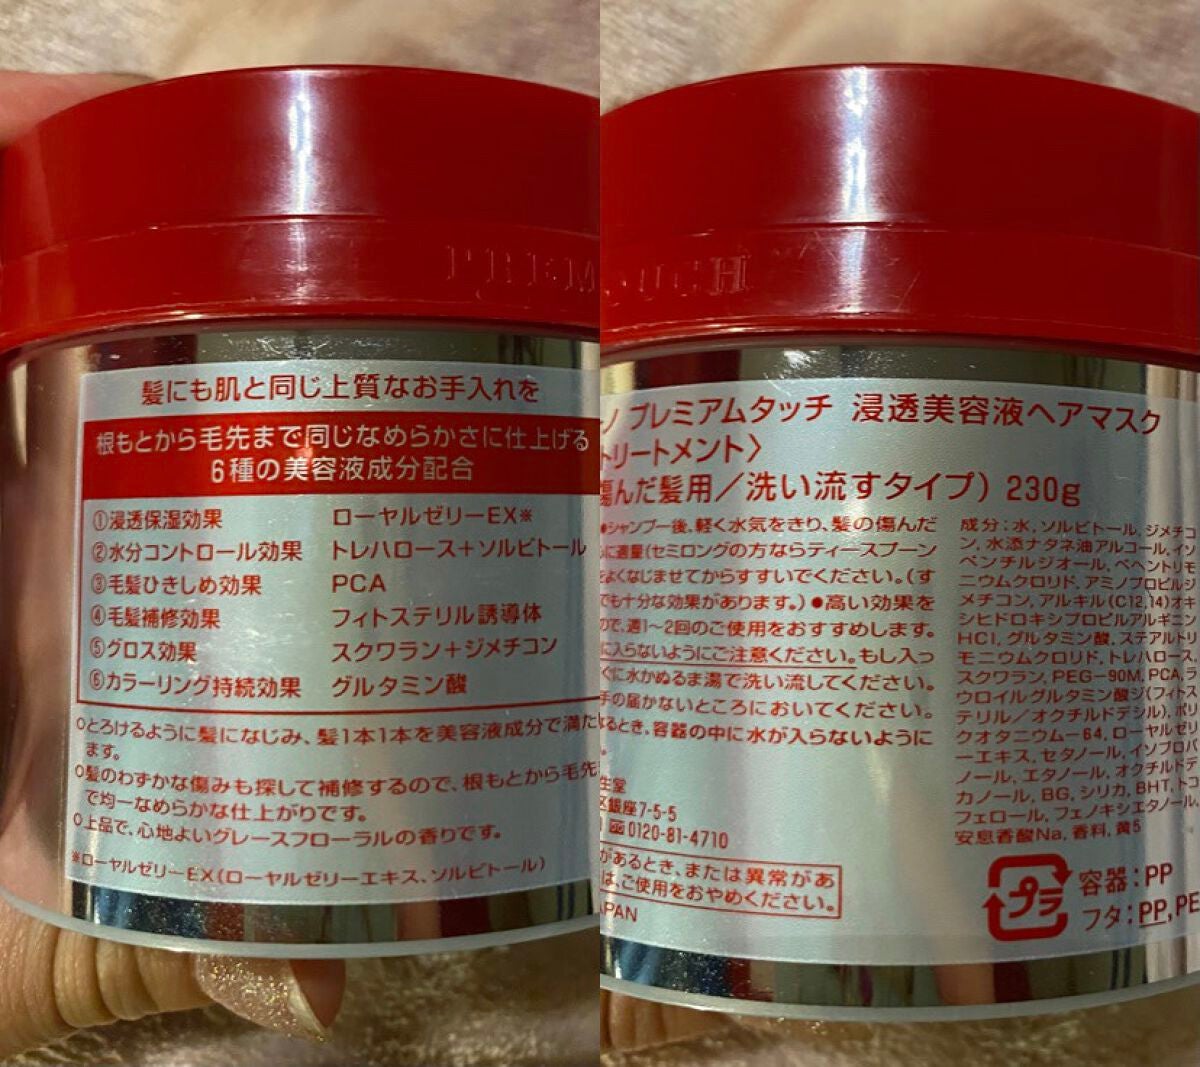 PREM
髪にも肌と同じ上質なお手入れを
根もとから毛先まで同じなめらかさに仕上げる
6種の美容液成分配合
①浸透保湿効果 ローヤルゼリーEX※
②水分コントロール効果 トレハロース+ソルビトール
③毛髪ひきしめ効果 PCA
④毛髪補修効果 フィトステリル誘導体
⑤グロス効果 スクワラン+ジメチコン
⑥カラーリング持続効果 グルタミン酸
○とろけるように髪になじみ、髪1本1本を美容液成分で満た
ます。
○髪のわずかな傷みも探して補修するので、根もとから毛先
で均一なめらかな仕上がりです。
○上品で、心地よいグレースフローラルの香りです。
※ローヤルゼリーEX(ローヤルゼリーエキス、ソルビトール)
OUCH
ノ プレミアムタッチ 浸透美容液ヘアマスク
トリートメント〉
傷んだ髪用/洗い流すタイプ) 230g
●シャンプー後、軽く水気をきり、髪の傷んだ
に適量(セミロングの方ならティースプーン
をよくなじませてからすすいでください。(す
でも十分な効果があります。)●高い効果を
ので、週1~2回のご使用をおすすめします。
に入らないようにご注意ください。もし入っ
ぐに水かぬるま湯で洗い流してください。
手の届かないところにおいてください。
るとき、容器の中に水が入らないように
。
生堂
区銀座7-5-5
0120-81-4710
があるとき、または異常があ
は、ご使用をおやめください。
APAN
成分:水、ソルビトール、ジメチコ
ン、水添ナタネ油アルコール、イソ
ペンチルジオール、ベヘントリモ
ニウムクロリド、アミノプロピルジ
メチコン、アルキル(C12,14)オキ
シヒドロキシプロピルアルギニン
HCl、グルタミン酸、ステアルトリ
モニウムクロリド、トレハロース、
スクワラン、PEG-90M、PCA、ラ
ウロイルグルタミン酸ジ(フィトス
テリル/オクチルドデシル)、ポリ
クオタニウム-64、ローヤルゼリ
ーエキス、セタノール、イソプロパ
ノール、エタノール、オクチルドデ
カノール、BG、シリカ、BHT、トコ
フェロール、フェノキシエタノール、
安息香酸Na、香料、黄5
プラ
容器:PP
フタ:PP,PE